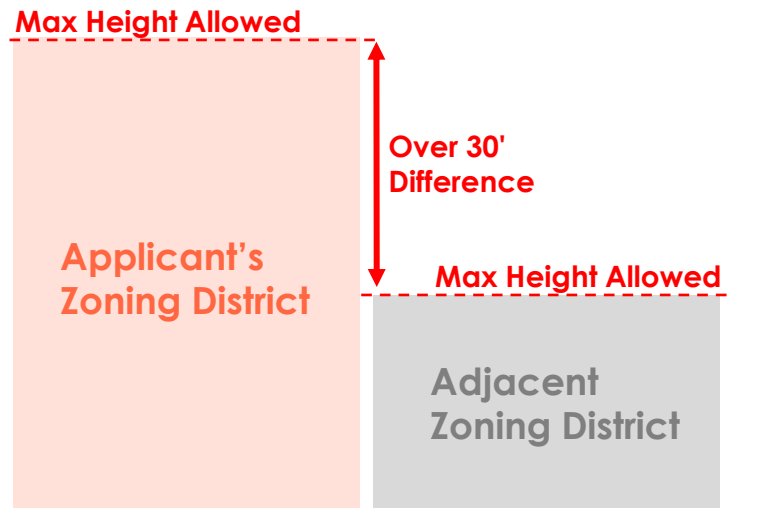 Max Height Allowed
Over 30'
Difference
Applicant’s
Zoning District
Max Height Allowed
Adjacent
Zoning District